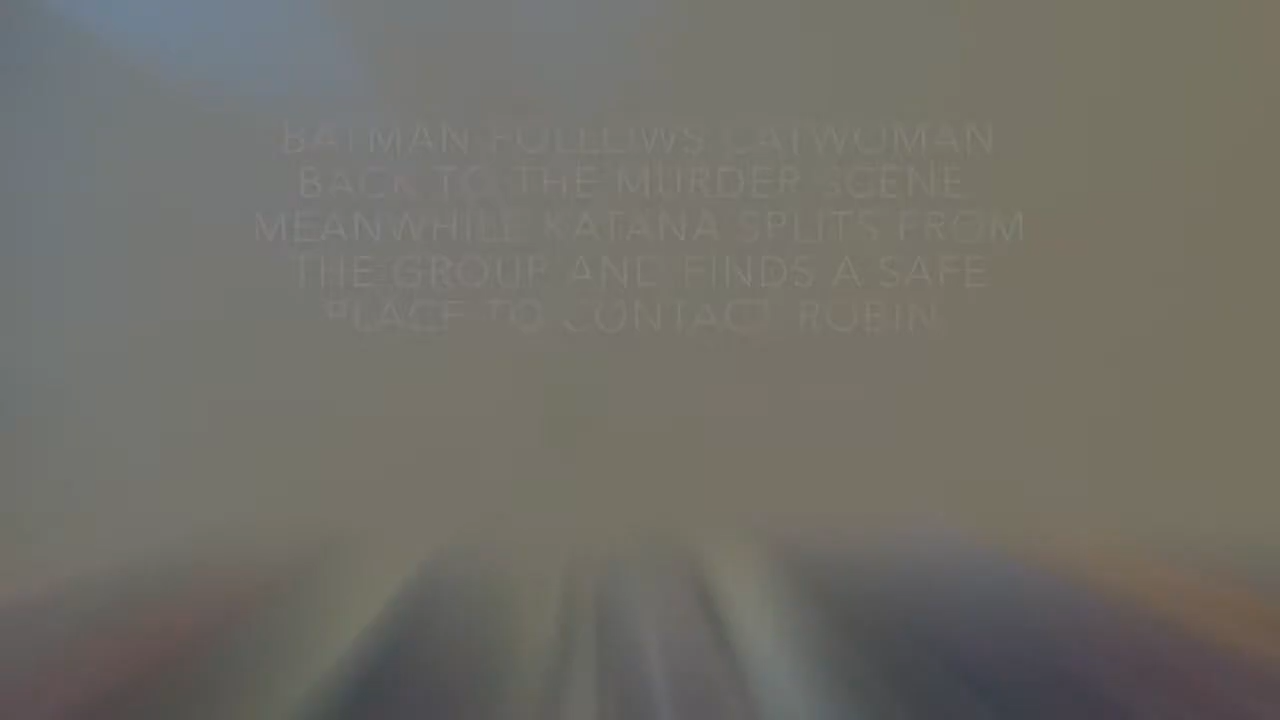 BATMAN FOLLOWS CATWOMAN
BACK TO THE MURDER SCENE
MEANWHILE KATANA SPLITS FROM
THE GROUP AND FINDS A SAFE
PLACE TO CONTACT ROBIN